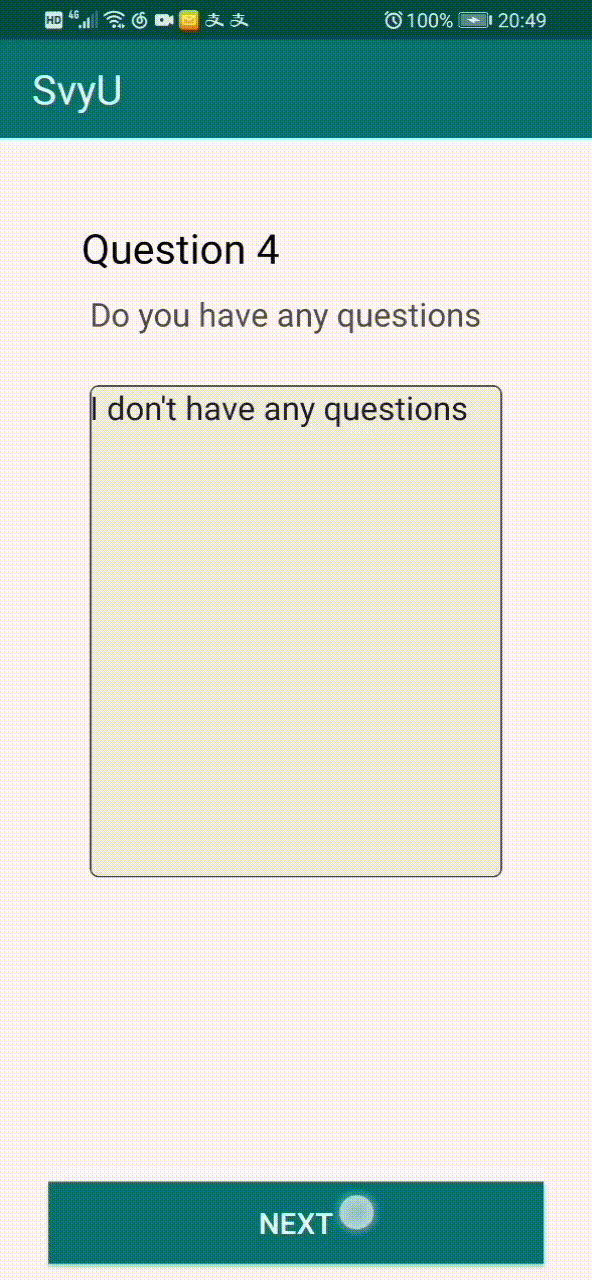 HD 4G 100% 20:49
SvyU
Question 4
Do you have any questions
I don't have any questions
NEXT